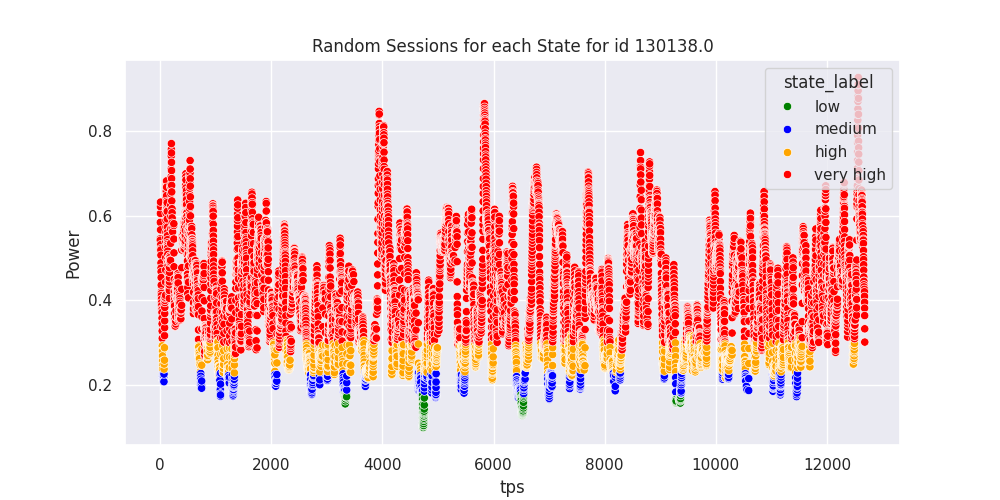 Random Sessions for each State for id 130138.0
state_label
low
medium
high
very high
Power
0.8
0.6
0.4
0.2
0
2000
4000
6000
8000
10000
12000
tps